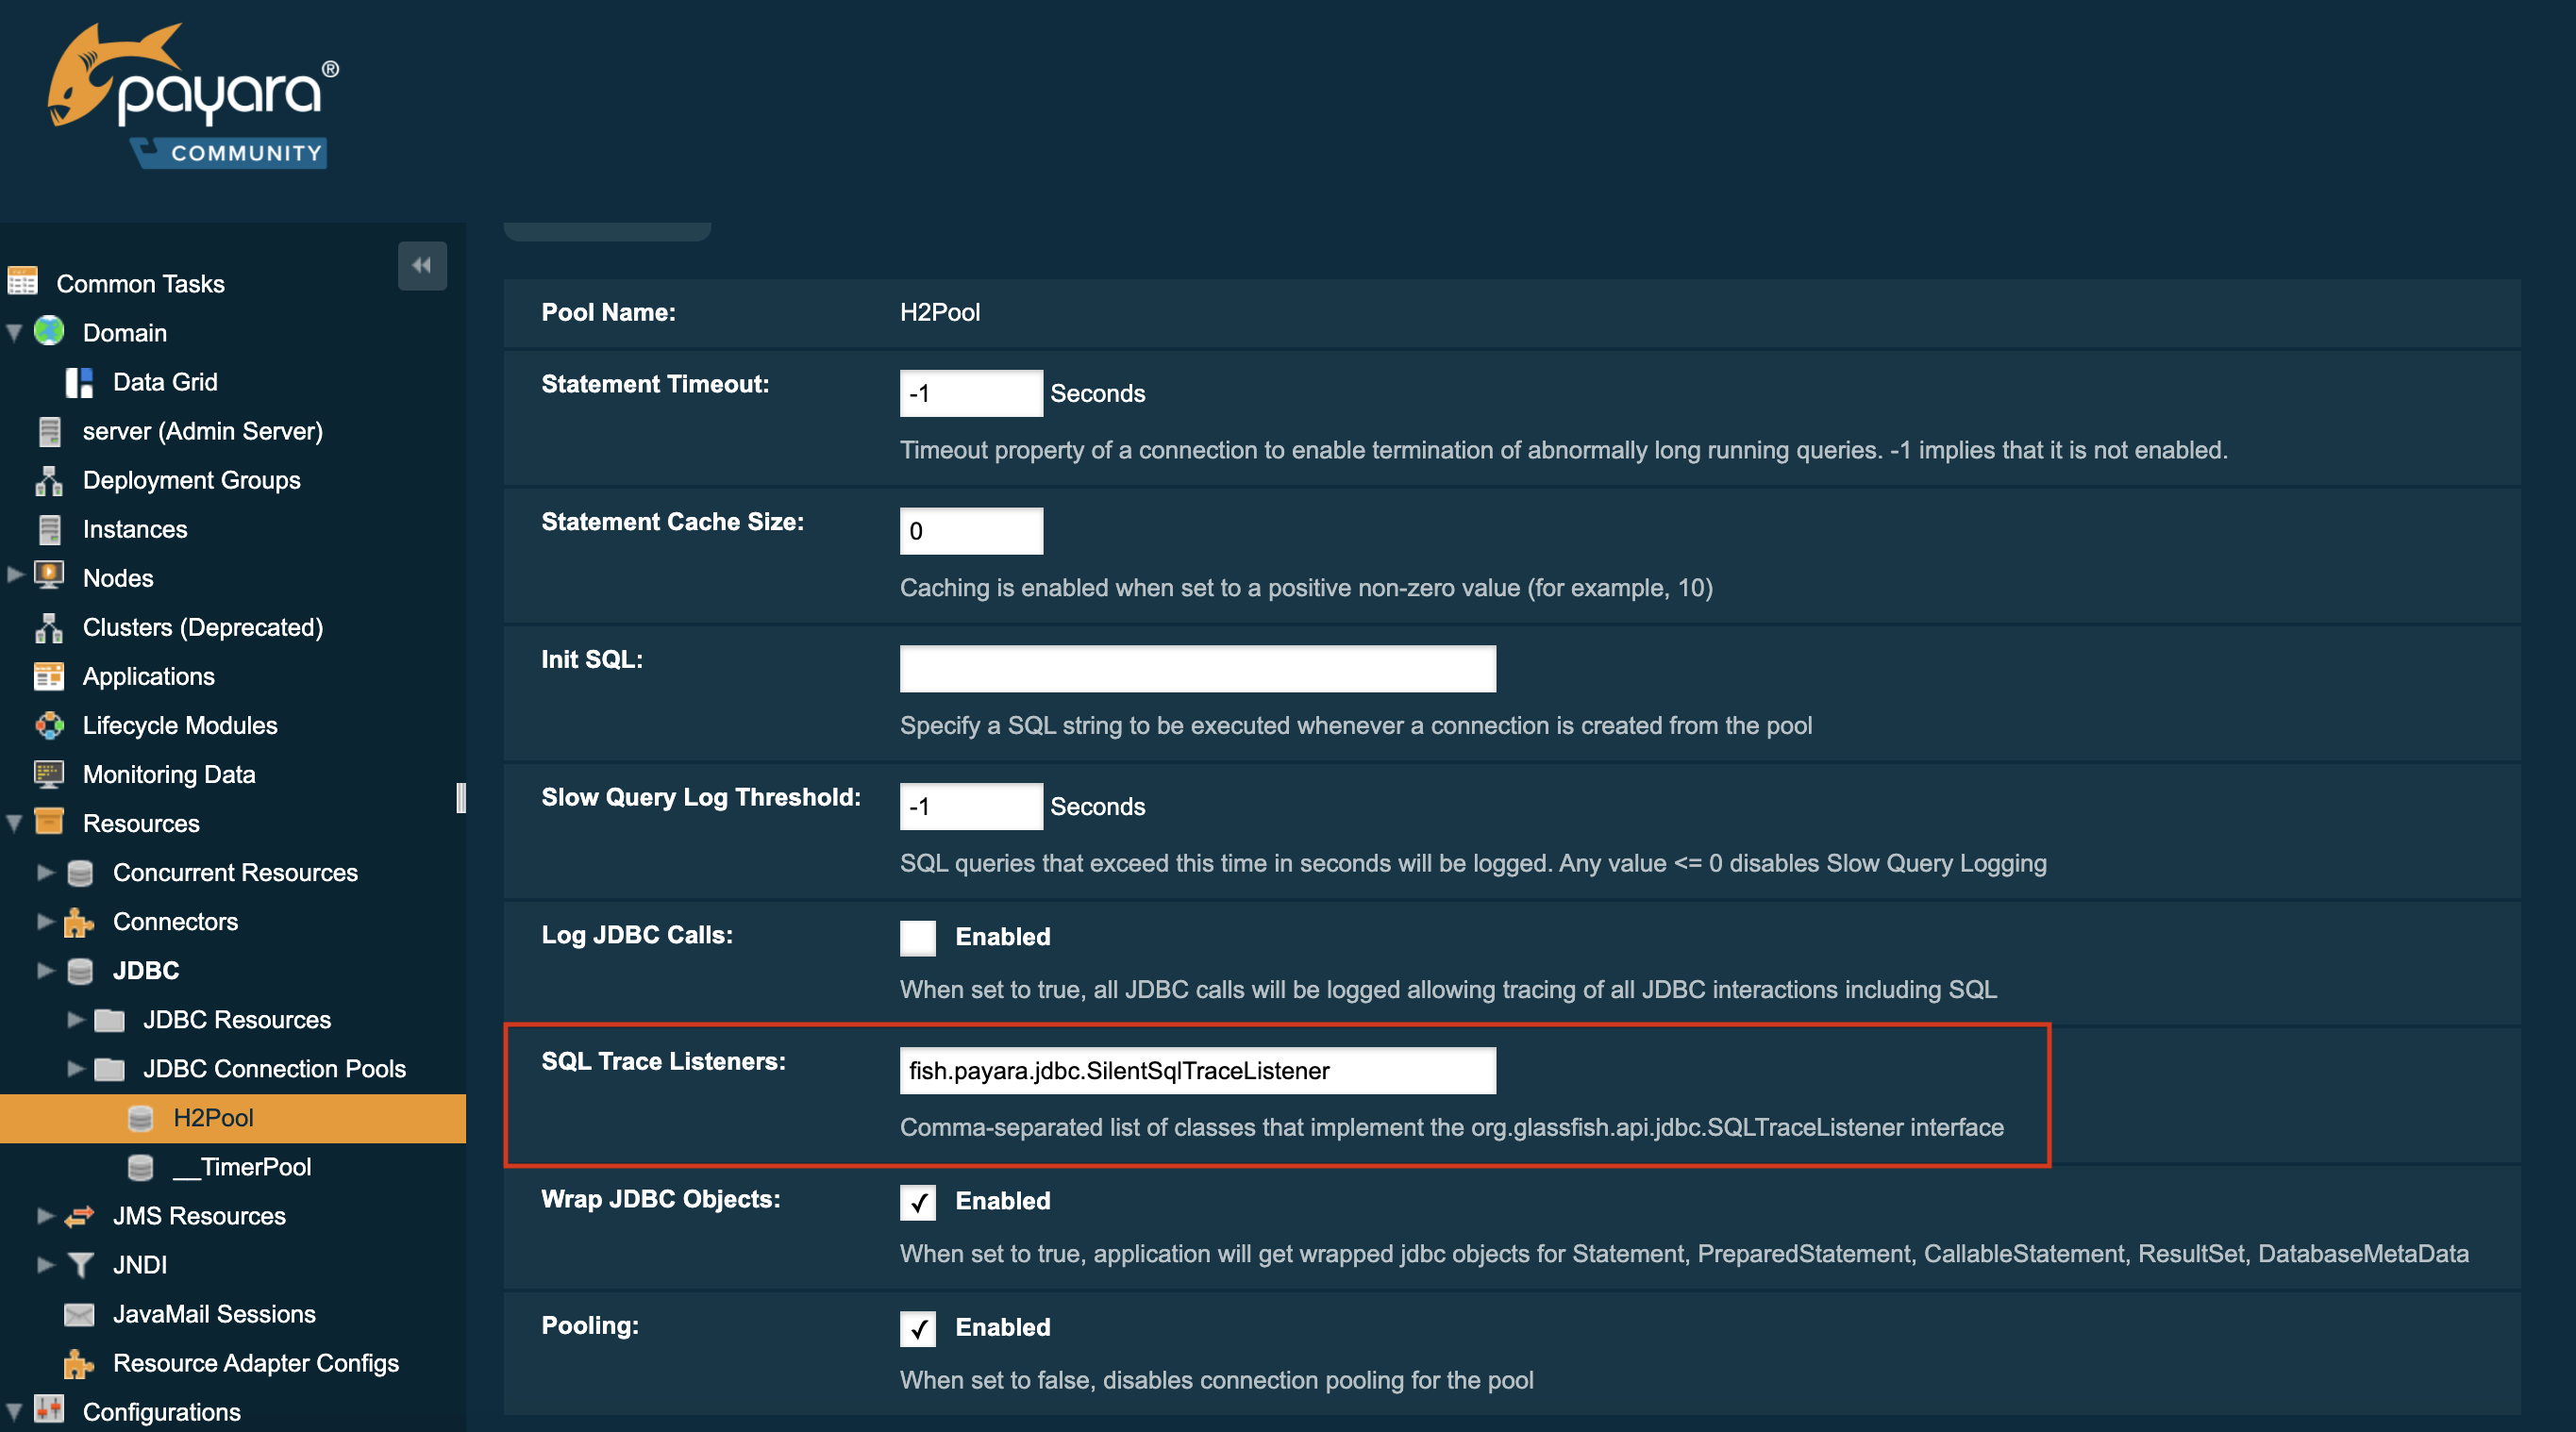 payara®
COMMUNITY
Common Tasks
Domain
Data Grid
server (Admin Server)
Deployment Groups
Instances
Nodes
Clusters (Deprecated)
Applications
Lifecycle Modules
Monitoring Data
Resources
Concurrent Resources
Connectors
JDBC
JDBC Resources
JDBC Connection Pools
H2Pool
__TimerPool
JMS Resources
JNDI
JavaMail Sessions
Resource Adapter Configs
Configurations
Pool Name: H2Pool
Statement Timeout: -1 Seconds
Timeout property of a connection to enable termination of abnormally long running queries. -1 implies that it is not enabled.
Statement Cache Size: 0
Caching is enabled when set to a positive non-zero value (for example, 10)
Init SQL:
Specify a SQL string to be executed whenever a connection is created from the pool
Slow Query Log Threshold: -1 Seconds
SQL queries that exceed this time in seconds will be logged. Any value <= 0 disables Slow Query Logging
Log JDBC Calls: Enabled
When set to true, all JDBC calls will be logged allowing tracing of all JDBC interactions including SQL
SQL Trace Listeners: fish.payara.jdbc.SilentSqlTraceListener
Comma-separated list of classes that implement the org.glassfish.api.jdbc.SQLTraceListener interface
Wrap JDBC Objects: Enabled
When set to true, application will get wrapped jdbc objects for Statement, PreparedStatement, CallableStatement, ResultSet, DatabaseMetaData
Pooling: Enabled
When set to false, disables connection pooling for the pool